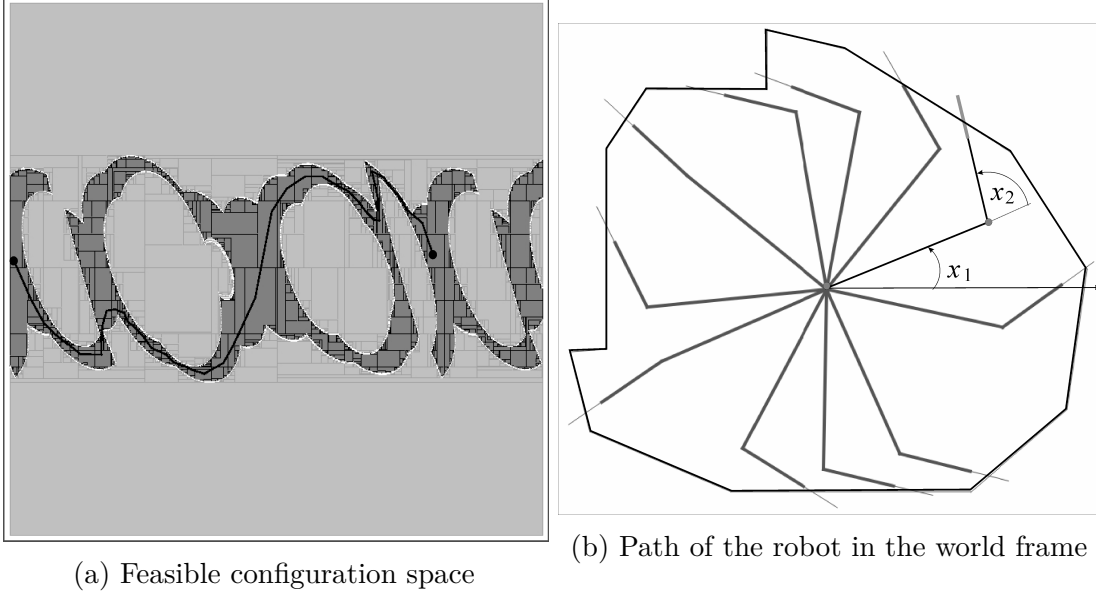 x₂
x₁
(a) Feasible configuration space
(b) Path of the robot in the world frame